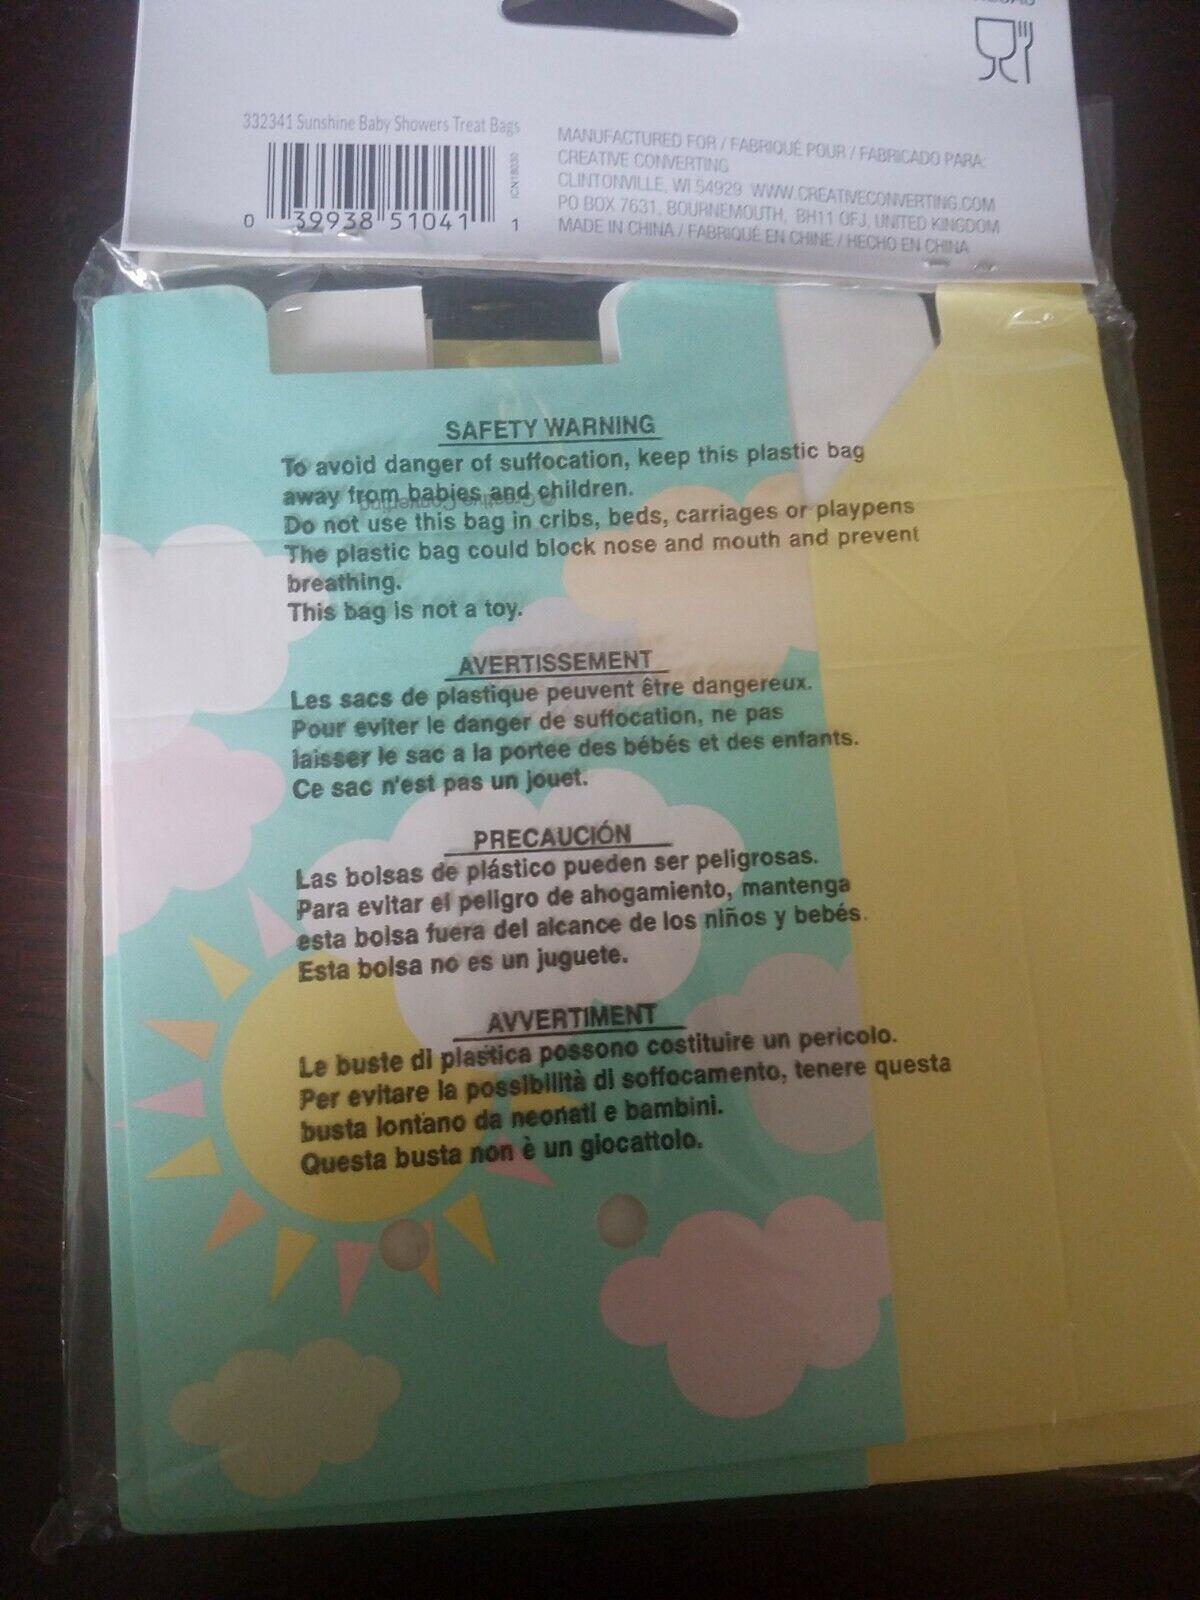 332341 Sunshine Baby Showers Treat Bags
ICN18030
0 39938 51041 1
MANUFACTURED FOR / FABRIQUÉ POUR / FABRICADO PARA:
CREATIVE CONVERTING
CLINTONVILLE, WI 54929 WWW.CREATIVECONVERTING.COM
PO BOX 7631, BOURNEMOUTH, BH11 OFJ, UNITED KINGDOM
MADE IN CHINA / FABRIQUÉ EN CHINE / HECHO EN CHINA
SAFETY WARNING
To avoid danger of suffocation, keep this plastic bag
away from babies and children.
© Creative Converting
Do not use this bag in cribs, beds, carriages or playpens
The plastic bag could block nose and mouth and prevent
breathing.
This bag is not a toy.
AVERTISSEMENT
Les sacs de plastique peuvent être dangereux.
Pour eviter le danger de suffocation, ne pas
laisser le sac a la portee des bébés et des enfants.
Ce sac n'est pas un jouet.
PRECAUCIÓN
Las bolsas de plástico pueden ser peligrosas.
Para evitar el peligro de ahogamiento, mantenga
esta bolsa fuera del alcance de los niños y bebés.
Esta bolsa no es un juguete.
AVVERTIMENT
Le buste di plastica possono costituire un pericolo.
Per evitare la possibilità di soffocamento, tenere questa
busta lontano da neonati e bambini.
Questa busta non è un giocattolo.